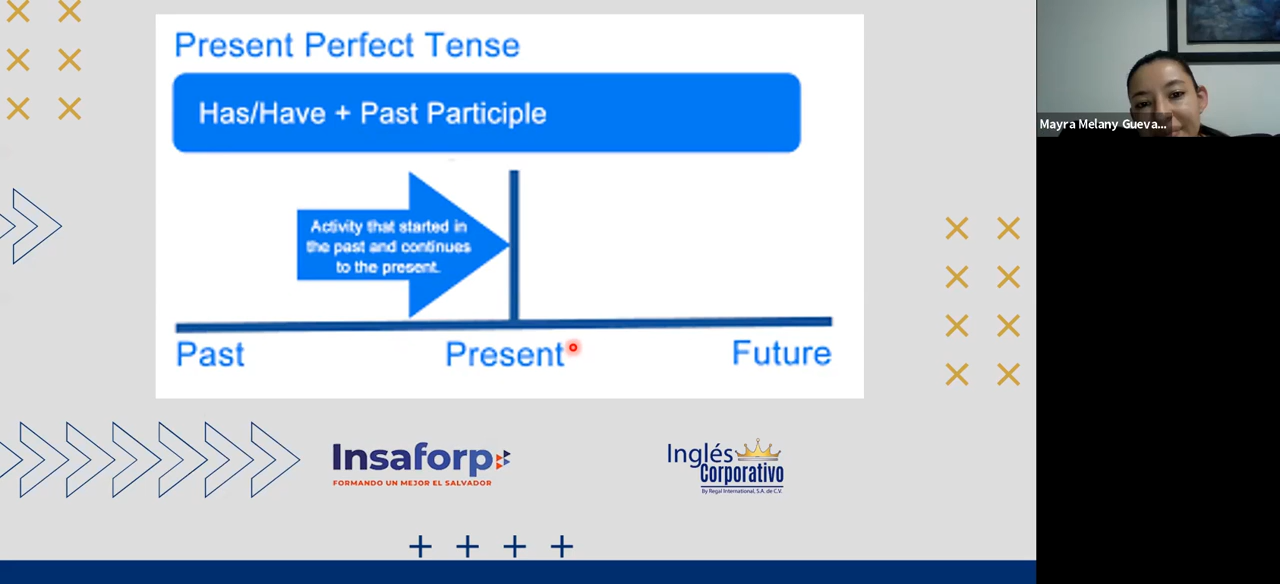 Present Perfect Tense
Has/Have + Past Participle
Activity that started in
the past and continues
to the present.
Past Present Future
Insaforp
FORMANDO UN MEJOR EL SALVADOR
Inglés
Corporativo
By Regal International, S.A. de C.V.
Mayra Melany Gueva...